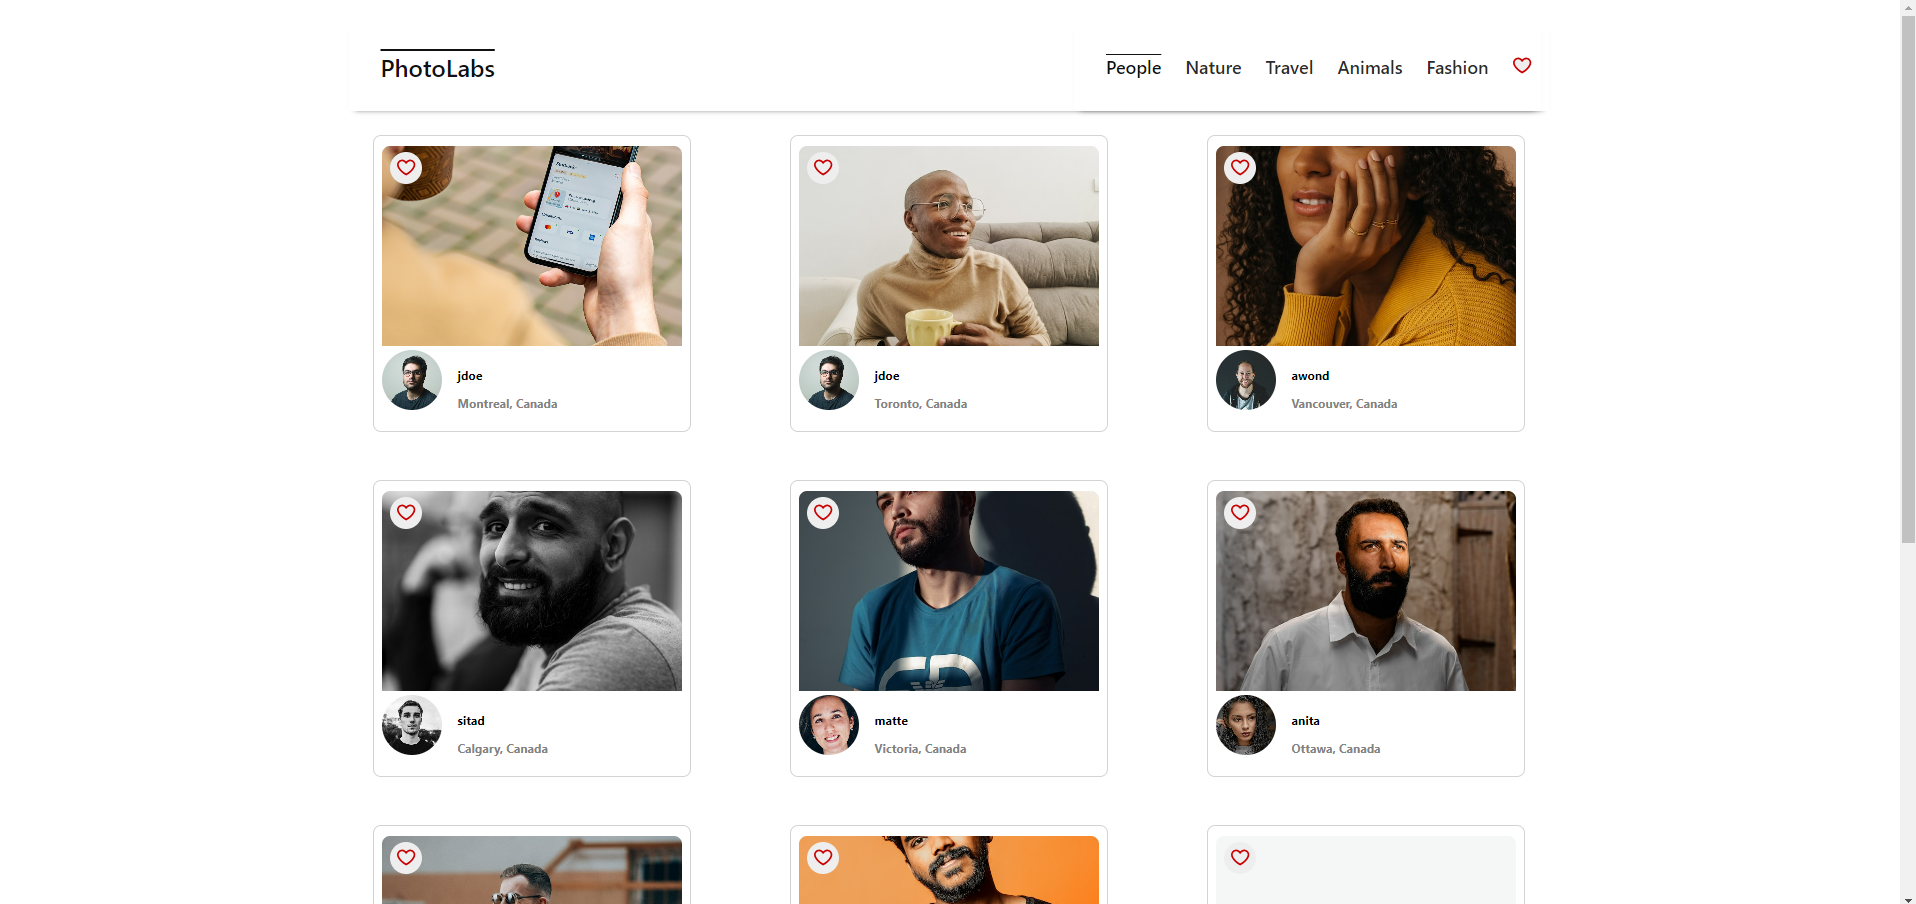 PhotoLabs
People Nature Travel Animals Fashion
jdoe
Montreal, Canada
jdoe
Toronto, Canada
awond
Vancouver, Canada
sitad
Calgary, Canada
matte
Victoria, Canada
anita
Ottawa, Canada